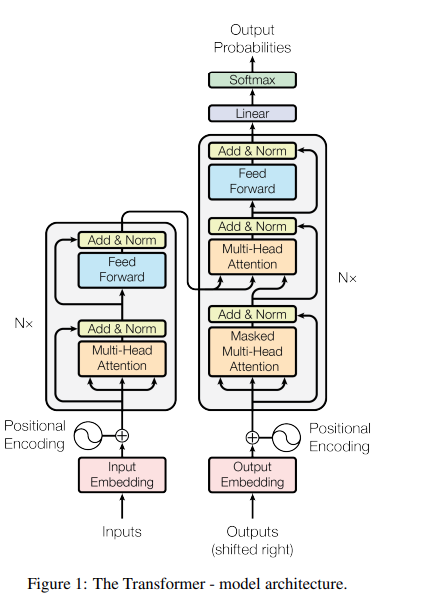 Output
Probabilities
Softmax
Linear
Add & Norm
Feed
Forward
Add & Norm
Multi-Head
Attention
Add & Norm
Masked
Multi-Head
Attention
Nx
Add & Norm
Feed
Forward
Add & Norm
Multi-Head
Attention
Nx
Positional
Encoding
Positional
Encoding
Input
Embedding
Output
Embedding
Inputs
Outputs
(shifted right)
Figure 1: The Transformer - model architecture.